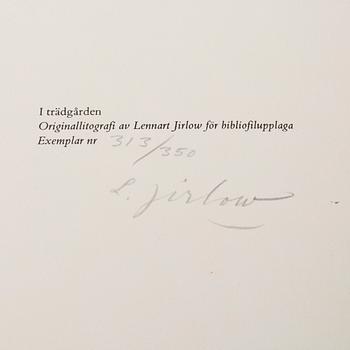 I trädgården
Originallitografi av Lennart Jirlow för bibliofilupplaga
Exemplar nr 313/350
L. Jirlow